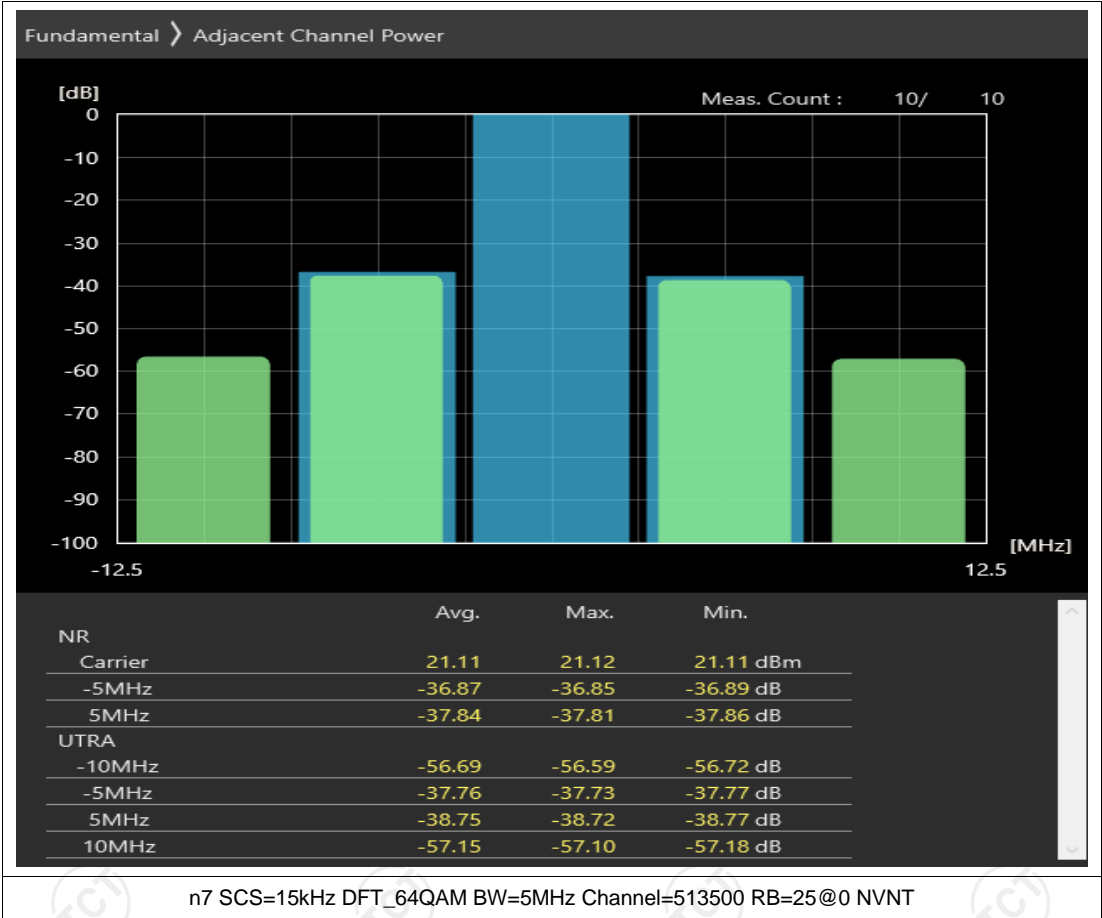 Fundamental ❯ Adjacent Channel Power
[dB]
Meas. Count : 10/ 10
0
-10
-20
-30
-40
-50
-60
-70
-80
-90
-100
[MHz]
-12.5 12.5
Avg. Max. Min.
NR
Carrier 21.11 21.12 21.11 dBm
-5MHz -36.87 -36.85 -36.89 dB
5MHz -37.84 -37.81 -37.86 dB
UTRA
-10MHz -56.69 -56.59 -56.72 dB
-5MHz -37.76 -37.73 -37.77 dB
5MHz -38.75 -38.72 -38.77 dB
10MHz -57.15 -57.10 -57.18 dB
n7 SCS=15kHz DFT_64QAM BW=5MHz Channel=513500 RB=25@0 NVNT
TCT TCT TCT TCT